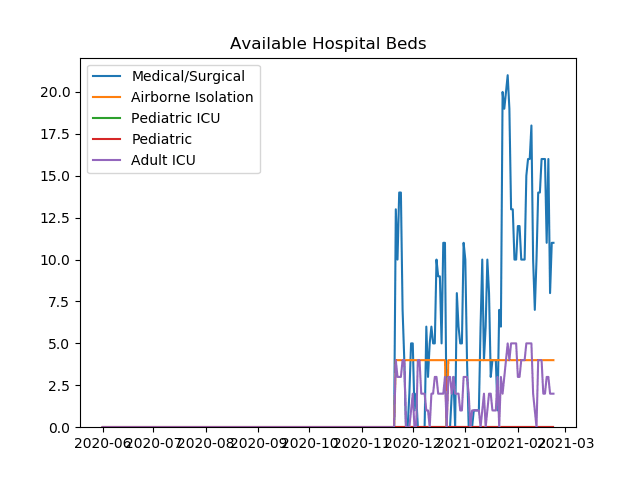 Available Hospital Beds
Medical/Surgical
Airborne Isolation
Pediatric ICU
Pediatric
Adult ICU
20.0
17.5
15.0
12.5
10.0
7.5
5.0
2.5
0.0
2020-06 2020-07 2020-08 2020-09 2020-10 2020-11 2020-12 2021-01 2021-02 2021-03